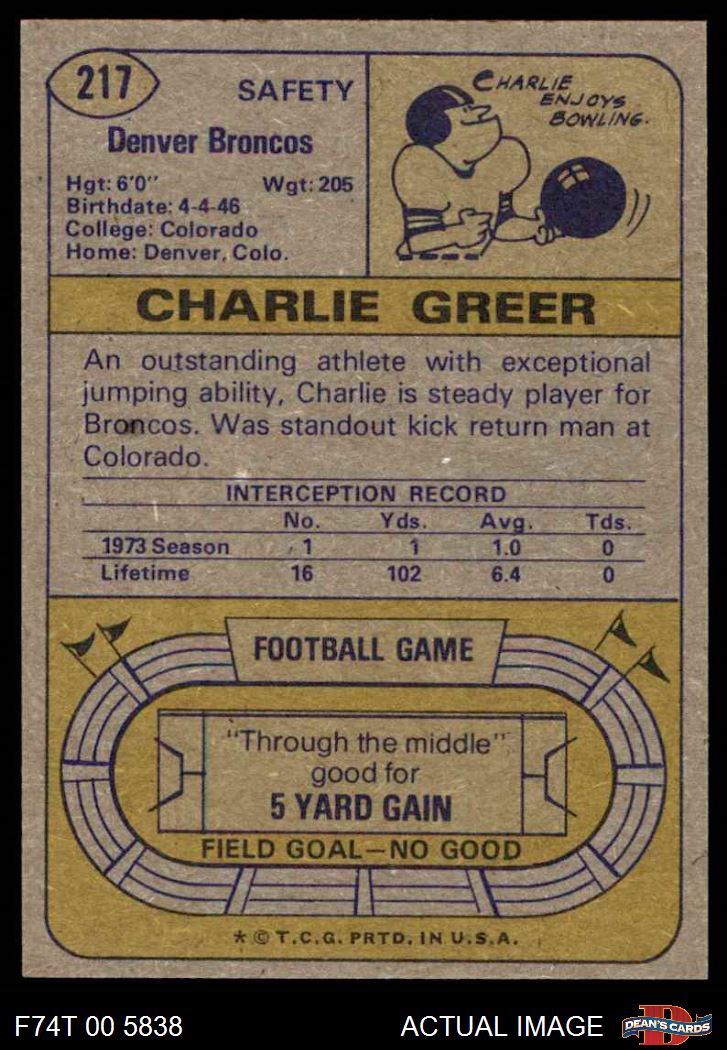 217
SAFETY
Denver Broncos
Hgt: 6'0" Wgt: 205
Birthdate: 4-4-46
College: Colorado
Home: Denver, Colo.
CHARLIE
ENJOYS
BOWLING.
CHARLIE GREER
An outstanding athlete with exceptional
jumping ability, Charlie is steady player for
Broncos. Was standout kick return man at
Colorado.
INTERCEPTION RECORD
No. Yds. Avg. Tds.
1973 Season 1 1 1.0 0
Lifetime 16 102 6.4 0
FOOTBALL GAME
"Through the middle"
good for
5 YARD GAIN
FIELD GOAL—NO GOOD
* © T.C.G. PRTD. IN U.S.A.
F74T 00 5838 ACTUAL IMAGE D DEAN'S CARDS